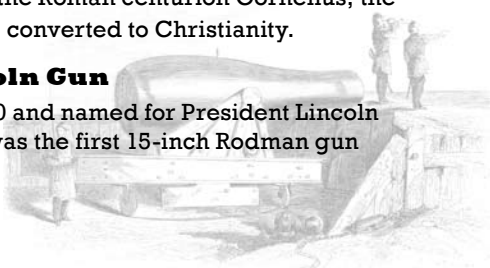 the Roman centurion Cornelius, the
converted to Christianity.
oln Gun
0 and named for President Lincoln
was the first 15-inch Rodman gun